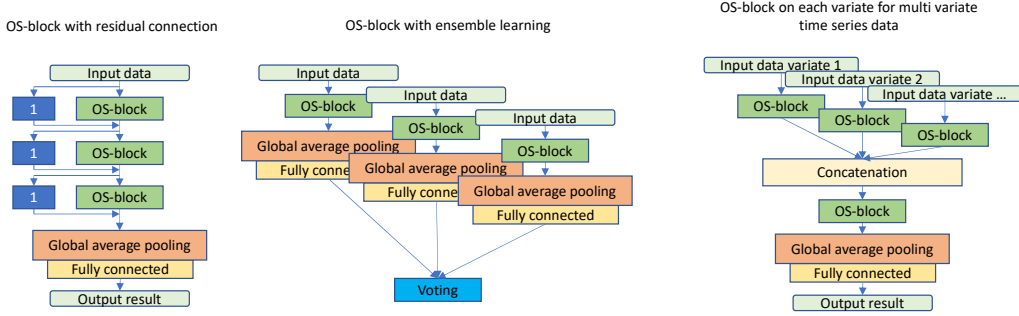 OS-block with residual connection
Input data
1
OS-block
1
OS-block
1
OS-block
Global average pooling
Fully connected
Output result
OS-block with ensemble learning
Input data
OS-block
Global average pooling
Fully conne
Input data
OS-block
Global average pooling
Fully co
Input data
OS-block
Global average pooling
Fully connected
Voting
OS-block on each variate for multi variate
time series data
Input data variate 1
Input data variate 2
Input data variate ...
OS-block
OS-block
OS-block
Concatenation
OS-block
Global average pooling
Fully connected
Output result